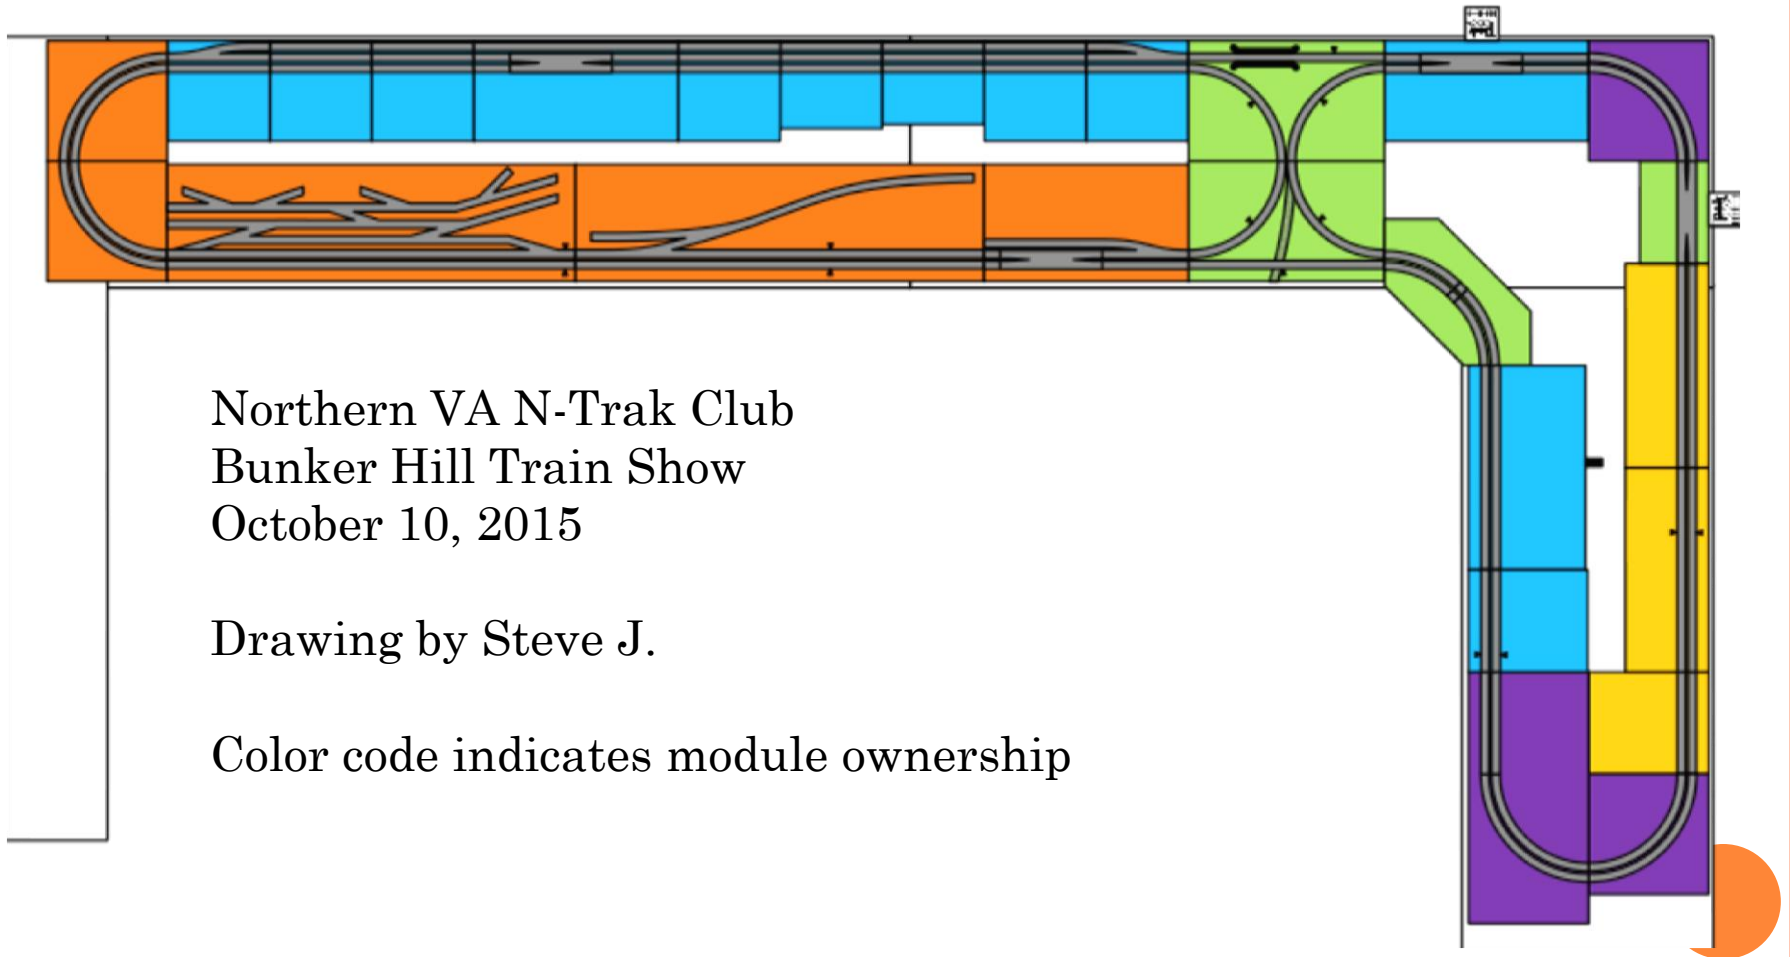 Northern VA N-Trak Club
Bunker Hill Train Show
October 10, 2015
Drawing by Steve J.
Color code indicates module ownership